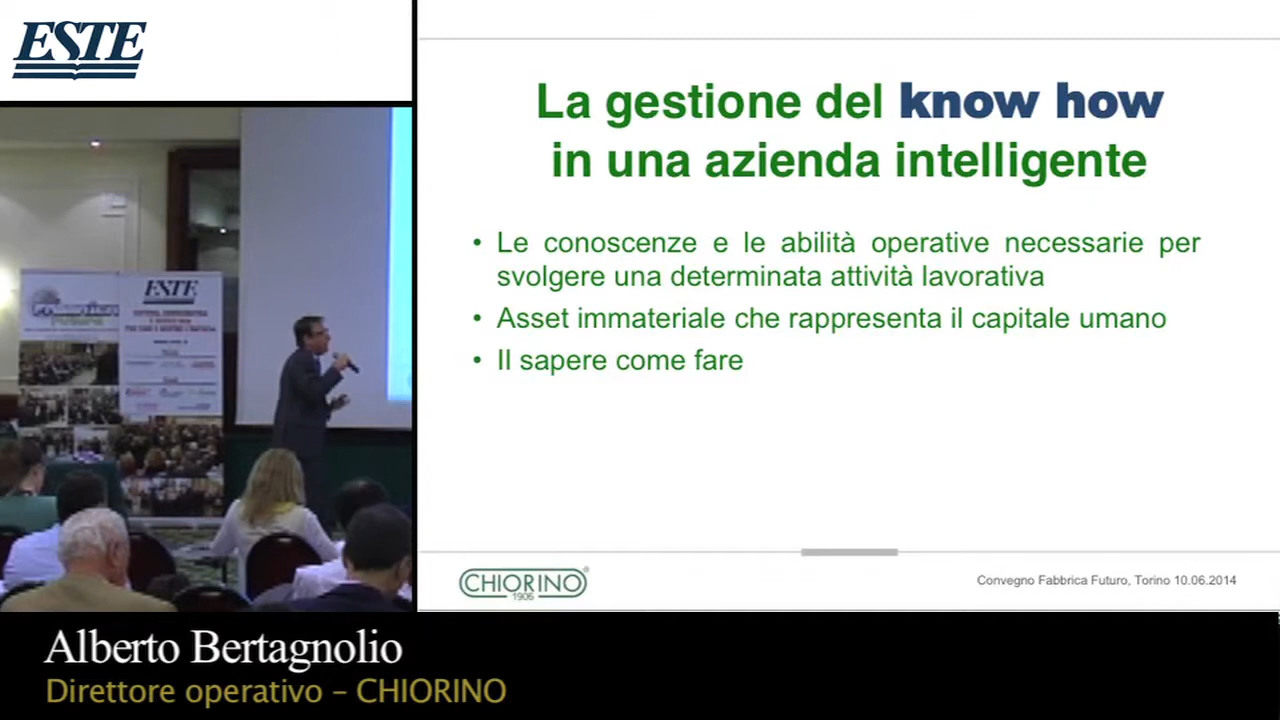 ESTE
La gestione del know how
in una azienda intelligente
• Le conoscenze e le abilità operative necessarie per
svolgere una determinata attività lavorativa
• Asset immateriale che rappresenta il capitale umano
• Il sapere come fare
ESTE
CHIORINO®
1906
Convegno Fabbrica Futuro, Torino 10.06.2014
Alberto Bertagnolio
Direttore operativo – CHIORINO